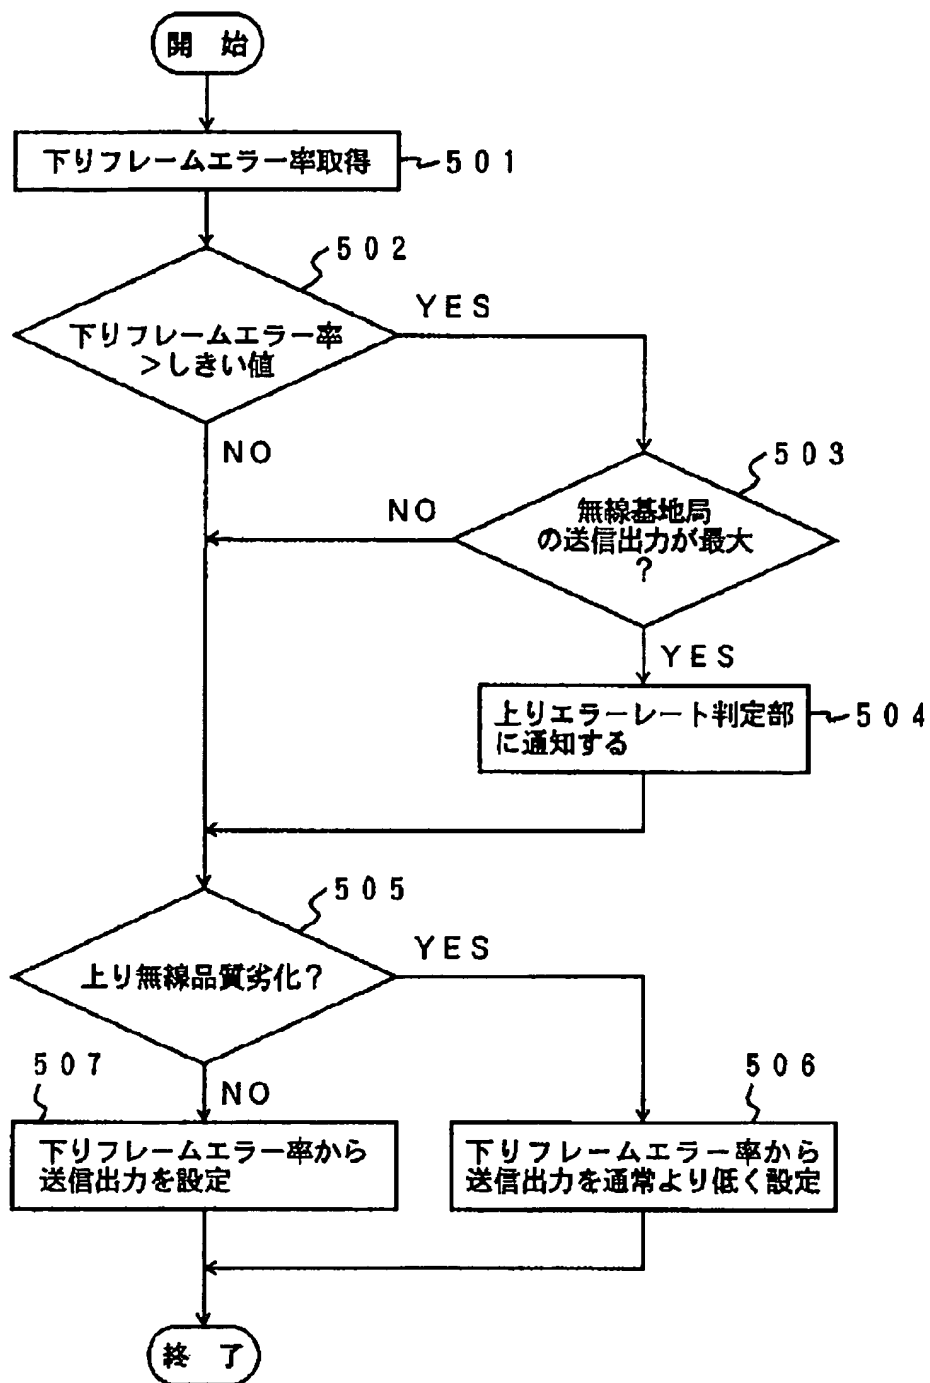 開 始
下りフレームエラー率取得
501
502
下りフレームエラー率
>しきい値
YES
NO
503
無線基地局
の送信出力が最大
?
NO
YES
上りエラーレート判定部
に通知する
504
505
上り無線品質劣化?
YES
NO
507
下りフレームエラー率から
送信出力を設定
506
下りフレームエラー率から
送信出力を通常より低く設定
終 了